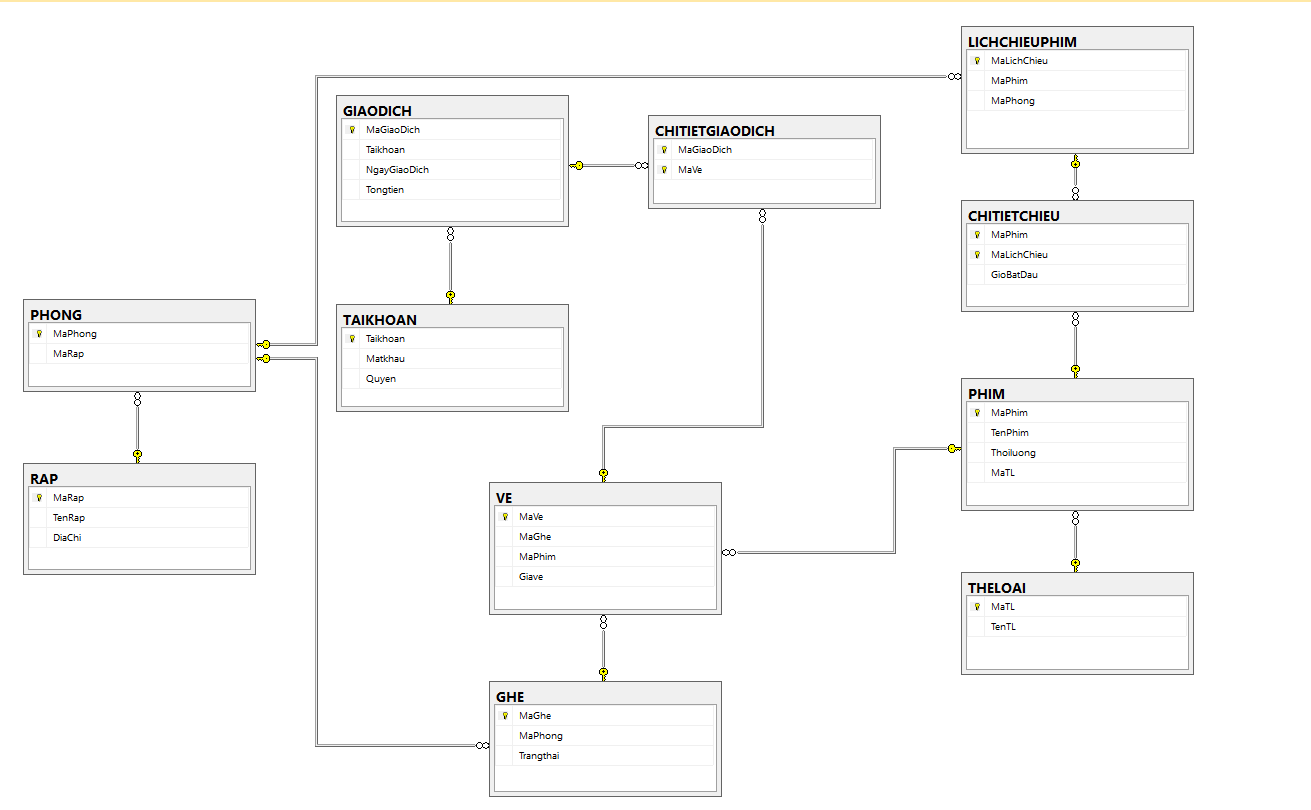 LICHCHIEUPHIM
MaLichChieu
MaPhim
MaPhong
GIAODICH
MaGiaoDich
Taikhoan
NgayGiaoDich
Tongtien
CHITIETGIAODICH
MaGiaoDich
MaVe
CHITIETCHIEU
MaPhim
MaLichChieu
GioBatDau
PHONG
MaPhong
MaRap
TAIKHOAN
Taikhoan
Matkhau
Quyen
PHIM
MaPhim
TenPhim
Thoiluong
MaTL
RAP
MaRap
TenRap
DiaChi
VE
MaVe
MaGhe
MaPhim
Giave
THELOAI
MaTL
TenTL
GHE
MaGhe
MaPhong
Trangthai